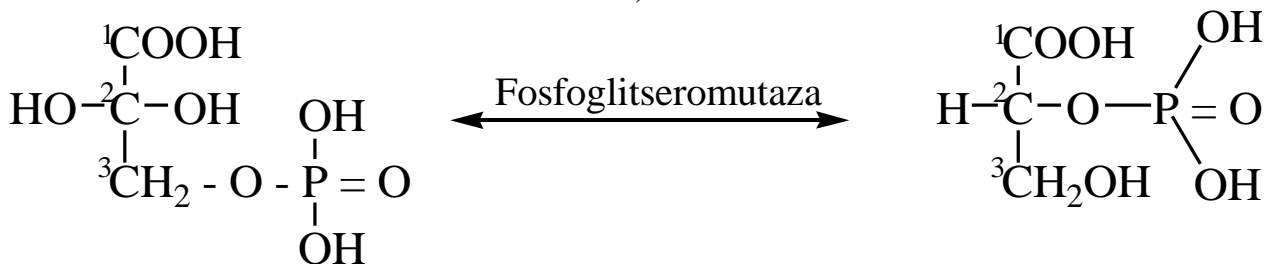 ¹COOH
HO–²C–OH
OH
³CH₂ - O - P = O
OH
Fosfoglitseromutaza
¹COOH
OH
H–²C–O–P = O
³CH₂OH
OH